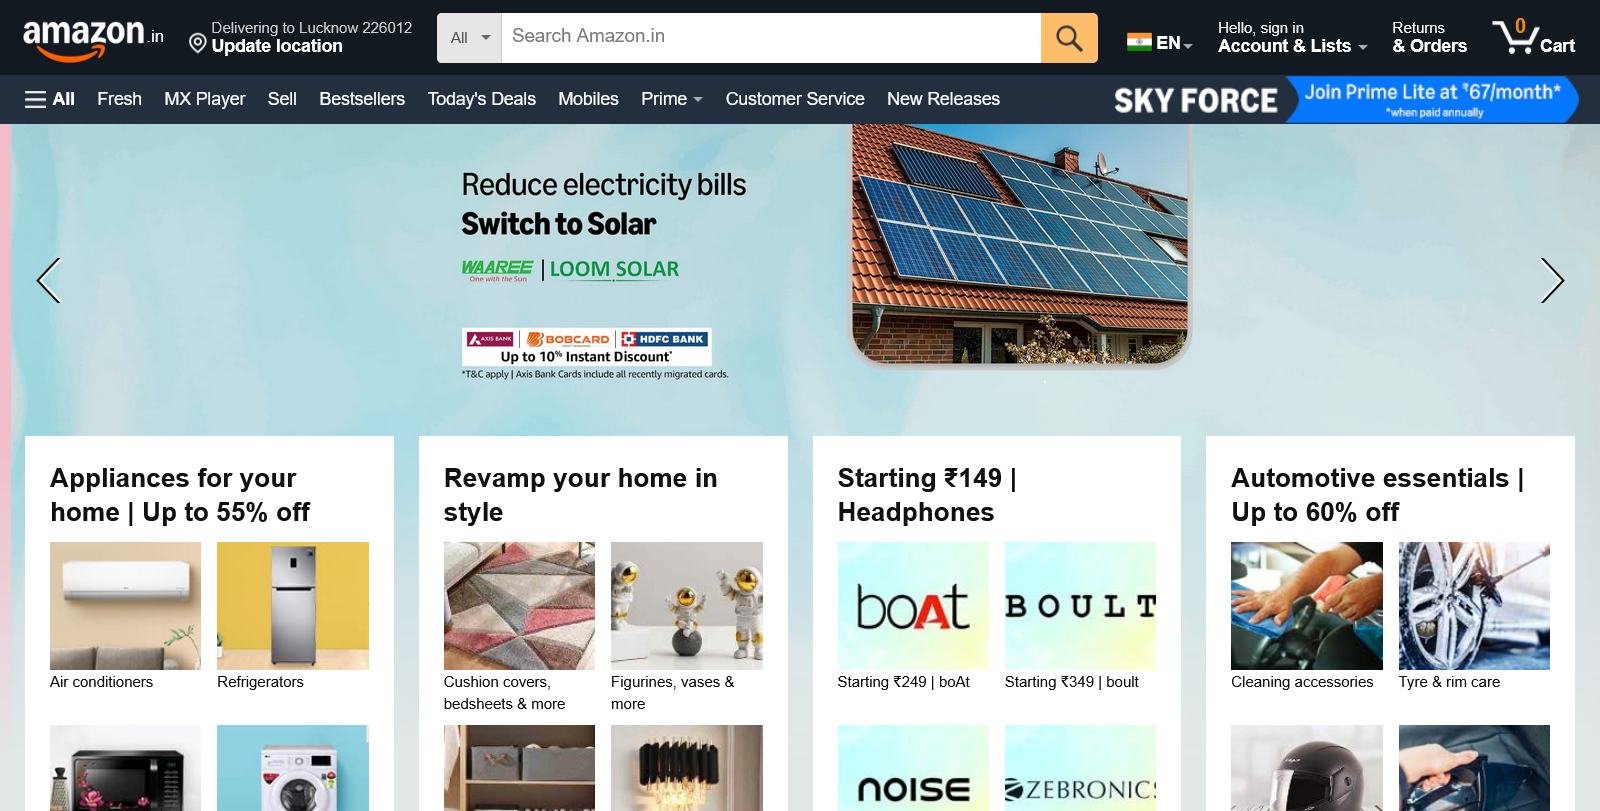 amazon.in
Delivering to Lucknow 226012
Update location
All
Search Amazon.in
EN
Hello, sign in
Account & Lists
Returns
& Orders
0
Cart
All
Fresh
MX Player
Sell
Bestsellers
Today's Deals
Mobiles
Prime
Customer Service
New Releases
SKY FORCE
Join Prime Lite at ₹67/month*
*when paid annually
Reduce electricity bills
Switch to Solar
WAAREE | LOOM SOLAR
One with the Sun
AXIS BANK | BOBCARD | HDFC BANK
Up to 10% Instant Discount*
*T&C apply | Axis Bank Cards include all recently migrated cards.
Appliances for your
home | Up to 55% off
Air conditioners
Refrigerators
Revamp your home in
style
Cushion covers,
bedsheets & more
Figurines, vases &
more
Starting ₹149 |
Headphones
boAt
BOULT
Starting ₹249 | boAt
Starting ₹349 | boult
NOISE
ZEBRONICS
Automotive essentials |
Up to 60% off
Cleaning accessories
Tyre & rim care